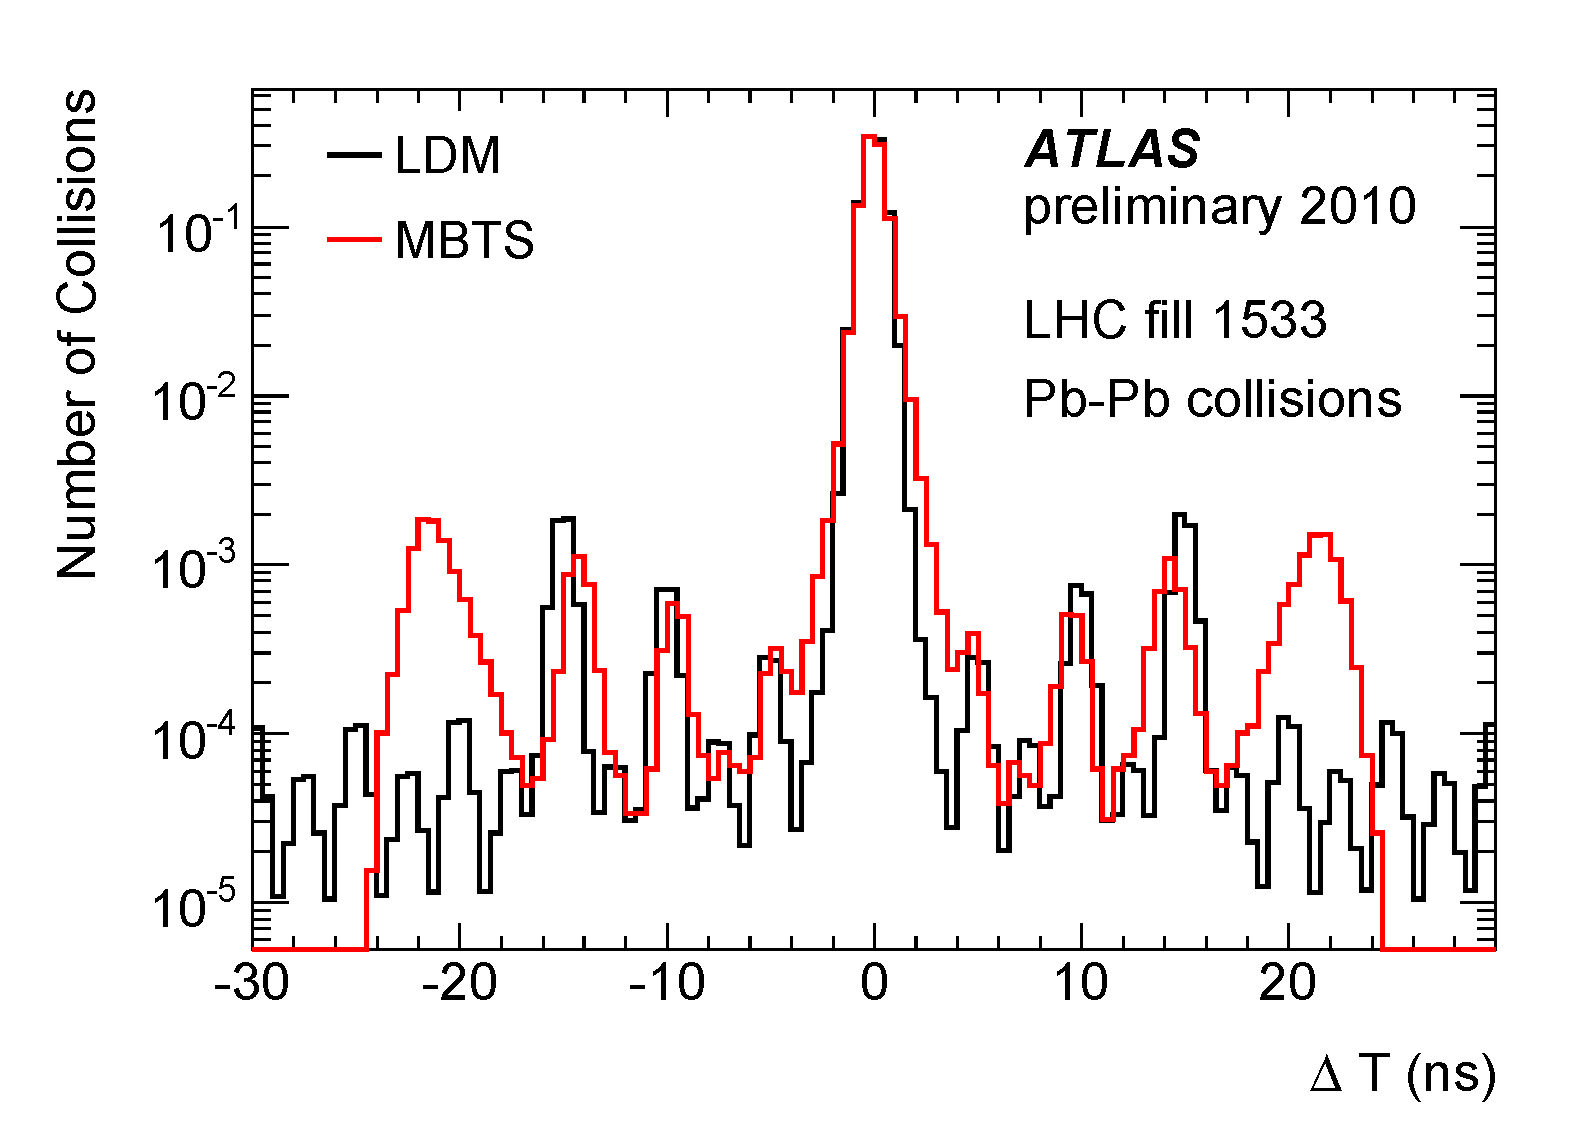 Number of Collisions
LDM
MBTS
ATLAS
preliminary 2010
LHC fill 1533
Pb-Pb collisions
10^-1
10^-2
10^-3
10^-4
10^-5
-30 -20 -10 0 10 20
Δ T (ns)